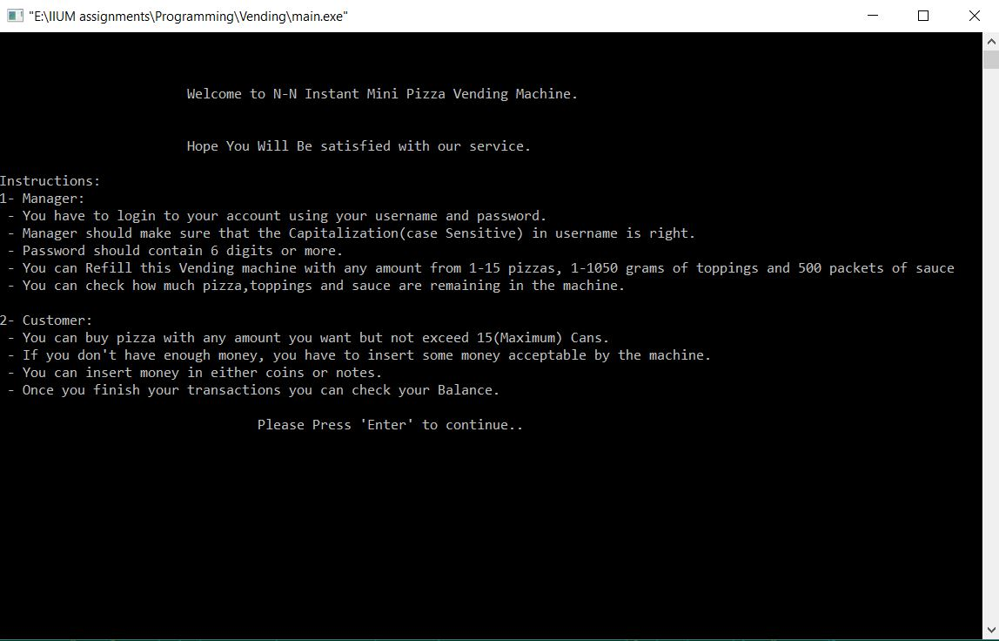 "E:\IIUM assignments\Programming\Vending\main.exe"
Welcome to N-N Instant Mini Pizza Vending Machine.
Hope You Will Be satisfied with our service.
Instructions:
1- Manager:
- You have to login to your account using your username and password.
- Manager should make sure that the Capitalization(case Sensitive) in username is right.
- Password should contain 6 digits or more.
- You can Refill this Vending machine with any amount from 1-15 pizzas, 1-1050 grams of toppings and 500 packets of sauce
- You can check how much pizza,toppings and sauce are remaining in the machine.
2- Customer:
- You can buy pizza with any amount you want but not exceed 15(Maximum) Cans.
- If you don't have enough money, you have to insert some money acceptable by the machine.
- You can insert money in either coins or notes.
- Once you finish your transactions you can check your Balance.
Please Press 'Enter' to continue..